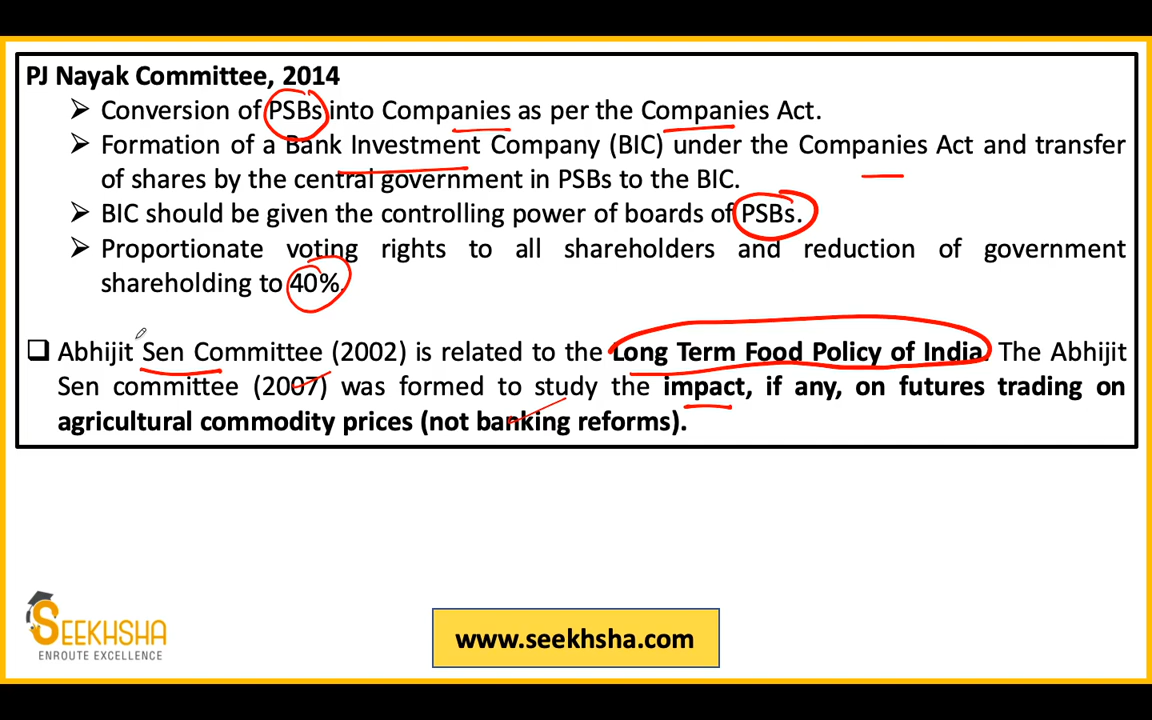 PJ Nayak Committee, 2014
➢ Conversion of PSBs into Companies as per the Companies Act.
➢ Formation of a Bank Investment Company (BIC) under the Companies Act and transfer
of shares by the central government in PSBs to the BIC.
➢ BIC should be given the controlling power of boards of PSBs.
➢ Proportionate voting rights to all shareholders and reduction of government
shareholding to 40%.
❑ Abhijit Sen Committee (2002) is related to the Long Term Food Policy of India. The Abhijit
Sen committee (2007) was formed to study the impact, if any, on futures trading on
agricultural commodity prices (not banking reforms).
SEEKHSHA
ENROUTE EXCELLENCE
www.seekhsha.com